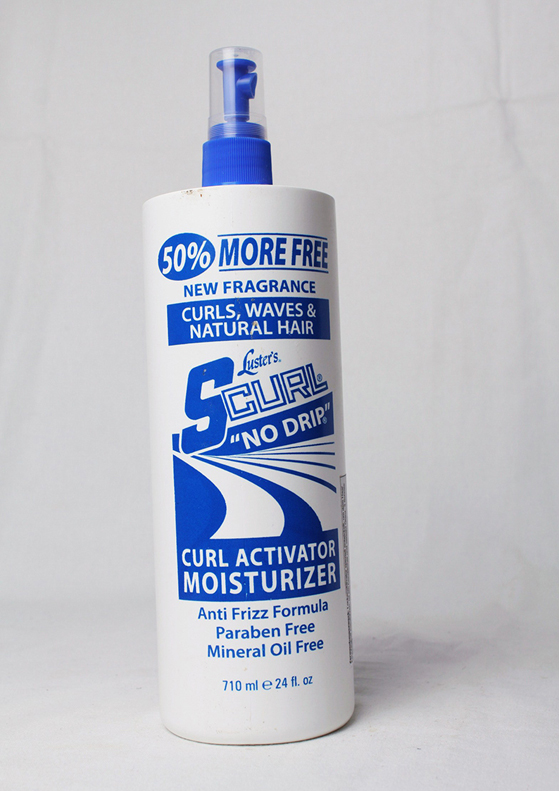 50% MORE FREE
NEW FRAGRANCE
CURLS, WAVES &
NATURAL HAIR
Luster's®
SCURL®
"NO DRIP"®
CURL ACTIVATOR
MOISTURIZER
Anti Frizz Formula
Paraben Free
Mineral Oil Free
710 ml ℮ 24 fl. oz